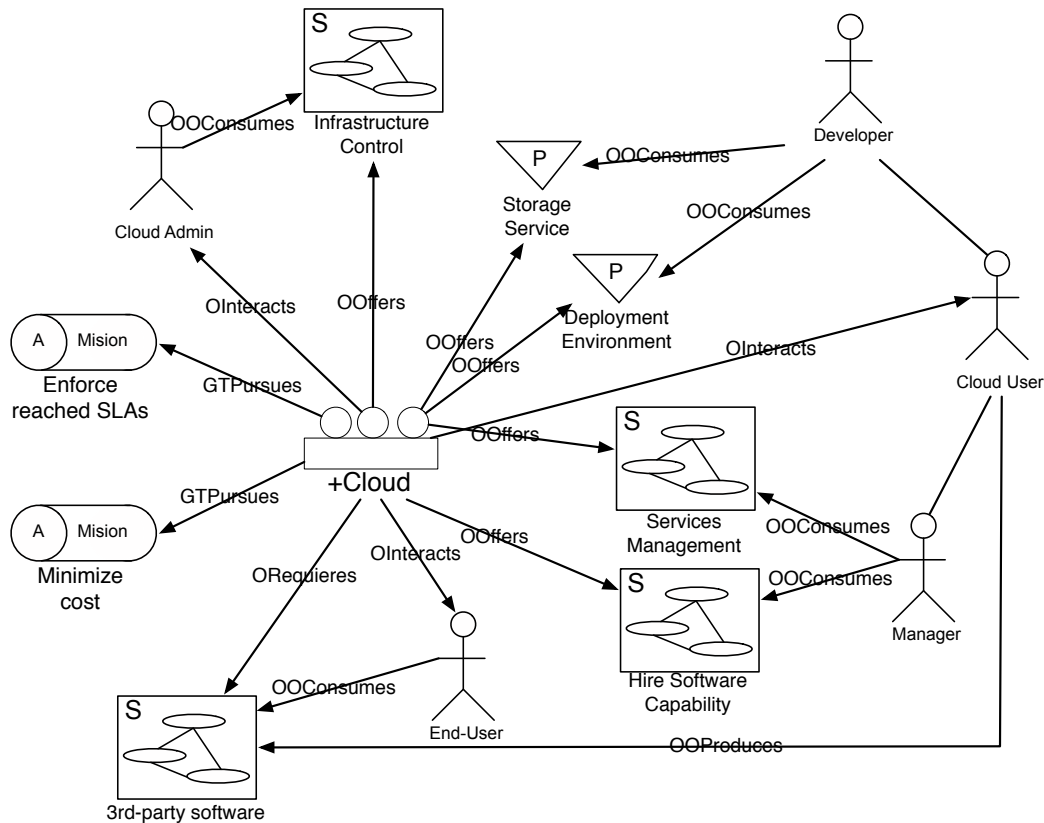 S
OOConsumes
Infrastructure
Control
Developer
P
OOConsumes
Storage
Service
OOConsumes
Cloud Admin
P
OInteracts
OOffers
Deployment
Environment
A
Mision
OOffers
OOffers
OInteracts
Enforce
reached SLAs
GTPursues
Cloud User
S
OOffers
+Cloud
GTPursues
A
Mision
Services
Management
OOConsumes
OOffers
OInteracts
Minimize
cost
ORequieres
S
OOConsumes
Manager
Hire Software
Capability
OOConsumes
S
End-User
OOProduces
3rd-party software